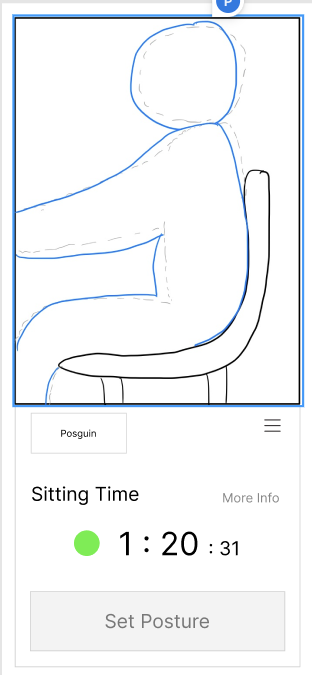 P
Posguin
Sitting Time
More Info
1 : 20 : 31
Set Posture